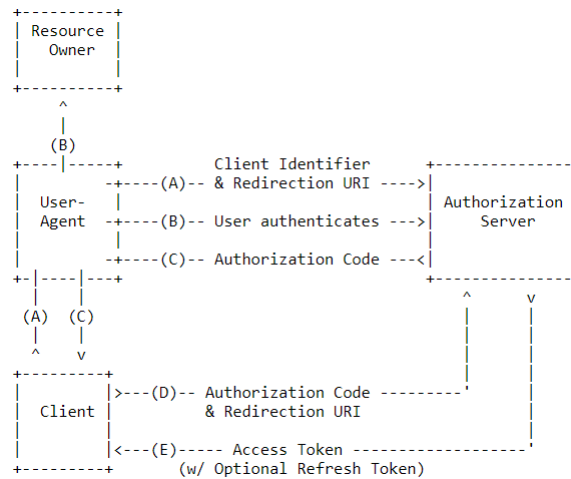 +----------+
| Resource |
|   Owner  |
|          |
+----------+
     ^
     |
    (B)
+----|-----+          Client Identifier      +---------------
|         -+----(A)-- & Redirection URI ---->|
|  User-   |                                 | Authorization
|  Agent  -+----(B)-- User authenticates --->|     Server
|          |                                 |
|         -+----(C)-- Authorization Code ---<|
+-|----|---+                                 +---------------
  |    |                                         ^      v
 (A)  (C)                                        |      |
  |    |                                         |      |
  ^    v                                         |      |
+---------+                                      |      |
|         |>---(D)-- Authorization Code ---------'      |
|  Client |          & Redirection URI                  |
|         |                                             |
|         |<---(E)----- Access Token -------------------'
+---------+       (w/ Optional Refresh Token)